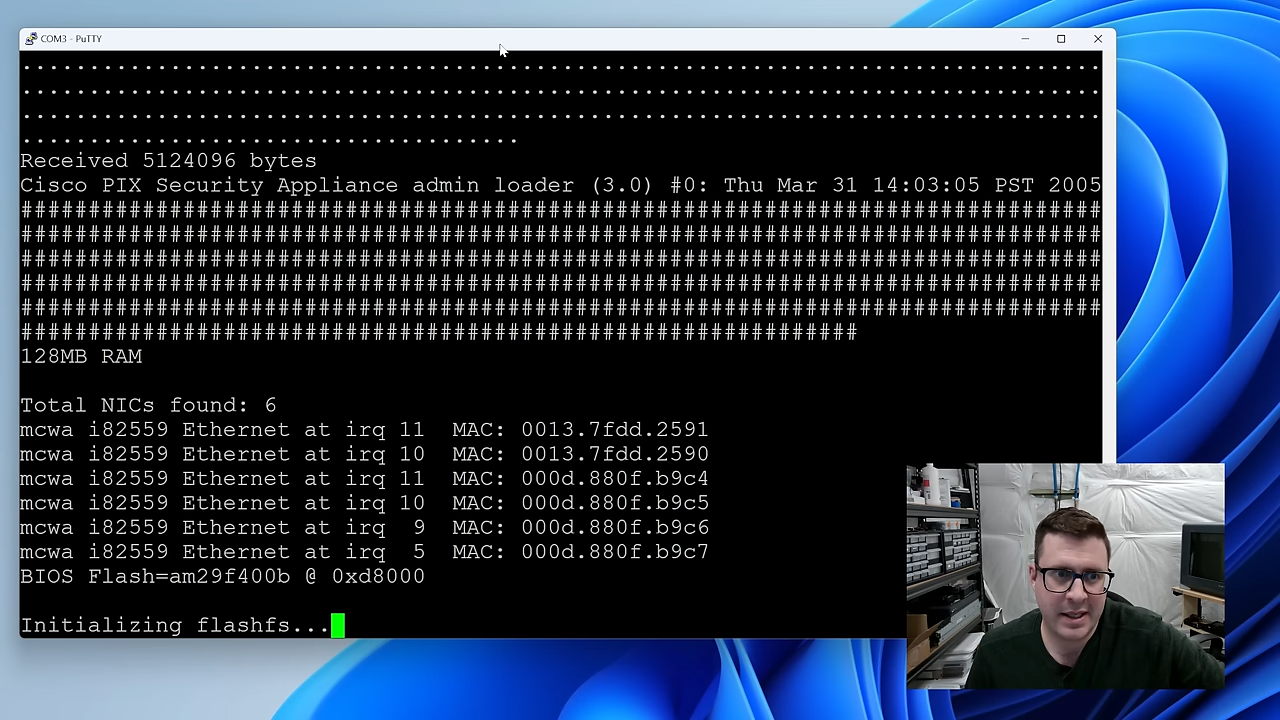 COM3 - PuTTY
................................................................................
................................................................................
................................................................................
.....................................
Received 5124096 bytes
Cisco PIX Security Appliance admin loader (3.0) #0: Thu Mar 31 14:03:05 PST 2005
################################################################################
################################################################################
################################################################################
################################################################################
################################################################################
##############################################################
128MB RAM
Total NICs found: 6
mcwa i82559 Ethernet at irq 11  MAC: 0013.7fdd.2591
mcwa i82559 Ethernet at irq 10  MAC: 0013.7fdd.2590
mcwa i82559 Ethernet at irq 11  MAC: 000d.880f.b9c4
mcwa i82559 Ethernet at irq 10  MAC: 000d.880f.b9c5
mcwa i82559 Ethernet at irq  9  MAC: 000d.880f.b9c6
mcwa i82559 Ethernet at irq  5  MAC: 000d.880f.b9c7
BIOS Flash=am29f400b @ 0xd8000
Initializing flashfs...